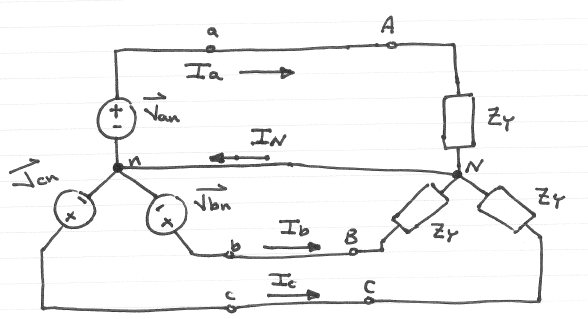 a A
Ia
+
-
Van
Zy
IN
n N
Vcn
-
+
Vbn
+
Zy
Zy
Ib
b B
Ic
c C